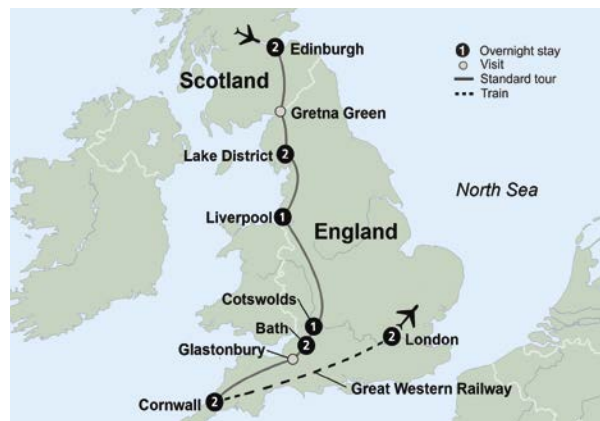 2 Edinburgh
Scotland
1 Overnight stay
Visit
Standard tour
Train
Gretna Green
Lake District 2
North Sea
Liverpool 1
England
Cotswolds 1
Bath 2
Glastonbury
2 London
Great Western Railway
Cornwall 2